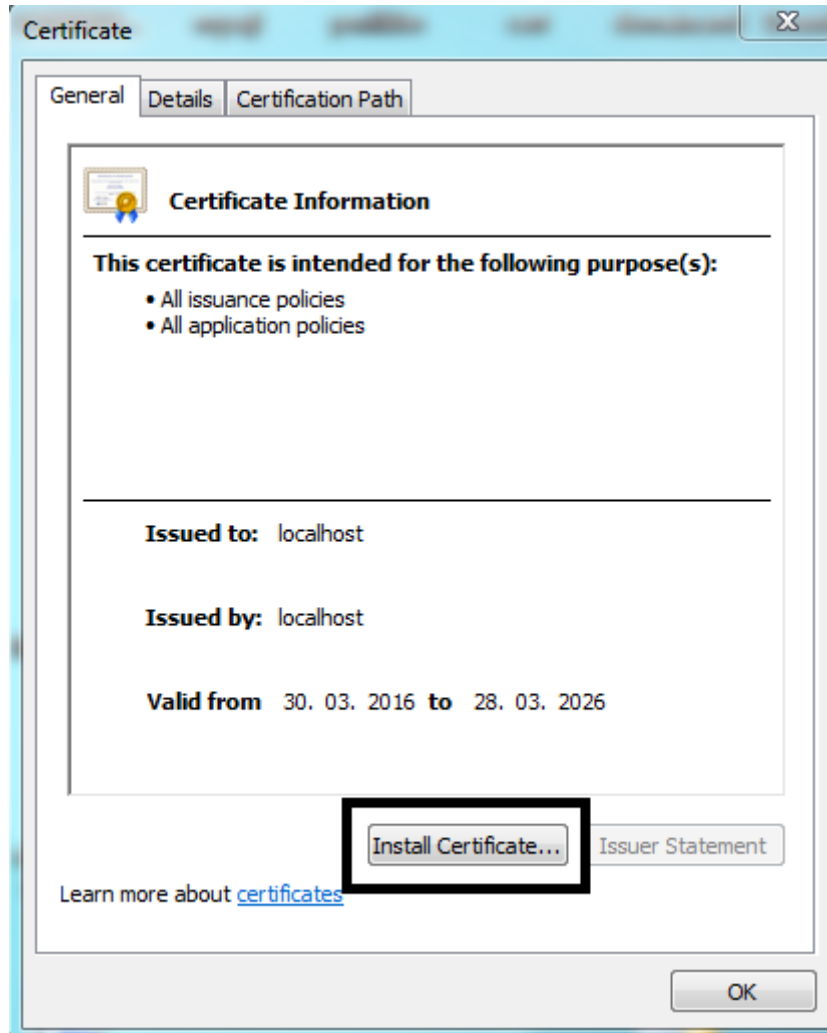 Certificate
General Details Certification Path
Certificate Information
This certificate is intended for the following purpose(s):
• All issuance policies
• All application policies
Issued to: localhost
Issued by: localhost
Valid from 30. 03. 2016 to 28. 03. 2026
Install Certificate... Issuer Statement
Learn more about certificates
OK